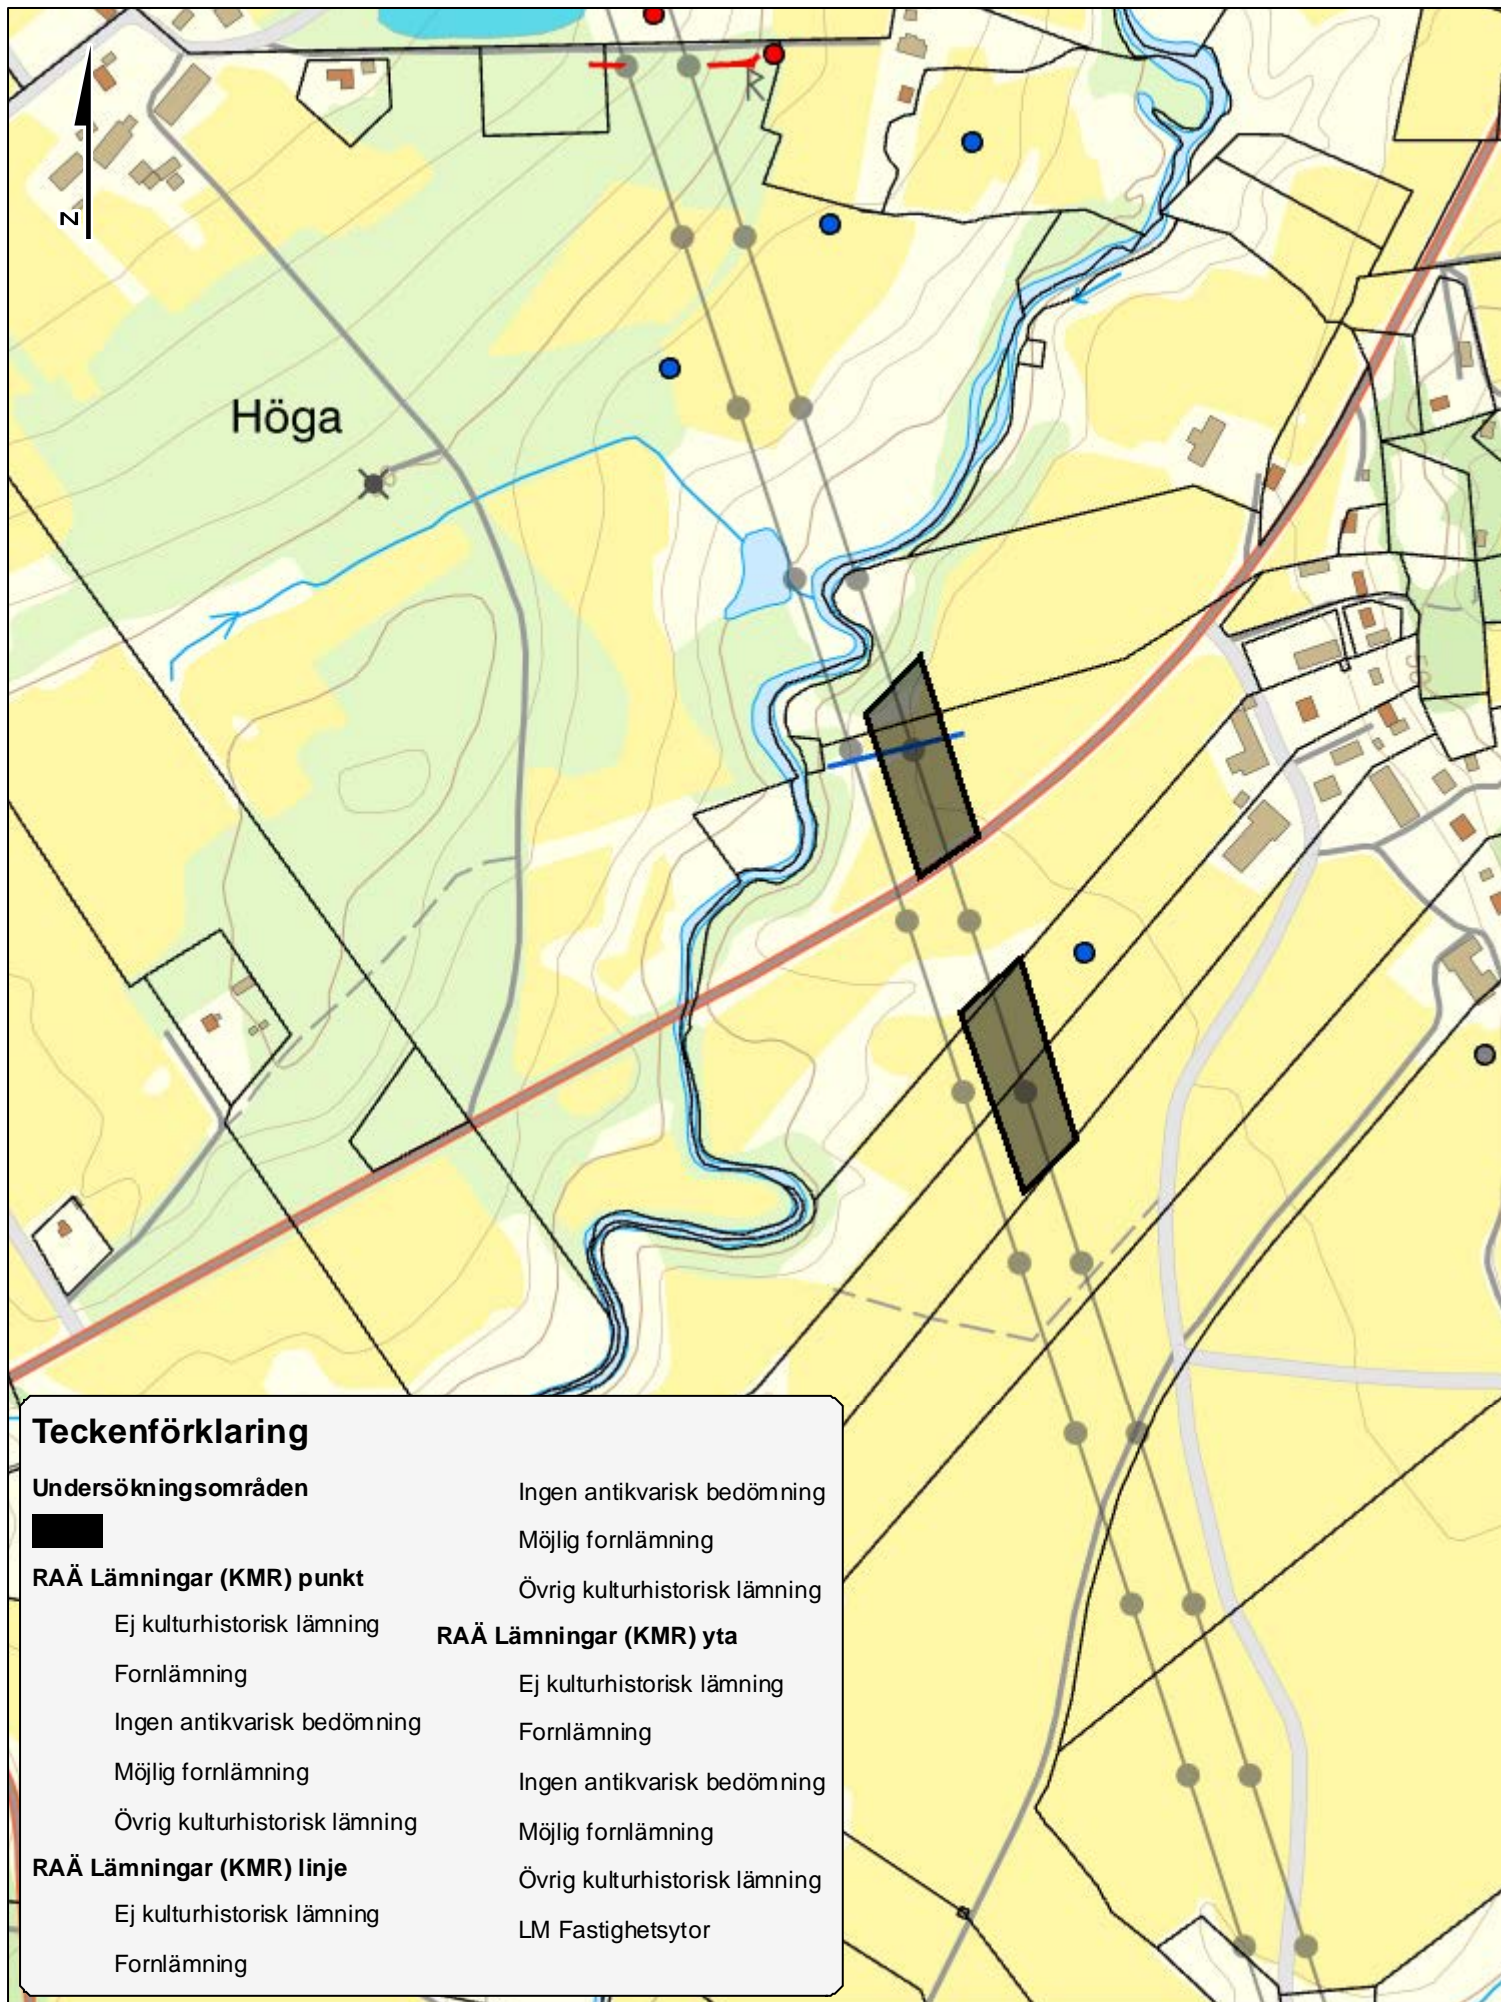 R
N
Höga
Teckenförklaring
Undersökningsområden
RAÄ Lämningar (KMR) punkt
Ej kulturhistorisk lämning
Fornlämning
Ingen antikvarisk bedömning
Möjlig fornlämning
Övrig kulturhistorisk lämning
RAÄ Lämningar (KMR) linje
Ej kulturhistorisk lämning
Fornlämning
Ingen antikvarisk bedömning
Möjlig fornlämning
Övrig kulturhistorisk lämning
RAÄ Lämningar (KMR) yta
Ej kulturhistorisk lämning
Fornlämning
Ingen antikvarisk bedömning
Möjlig fornlämning
Övrig kulturhistorisk lämning
LM Fastighetsytor